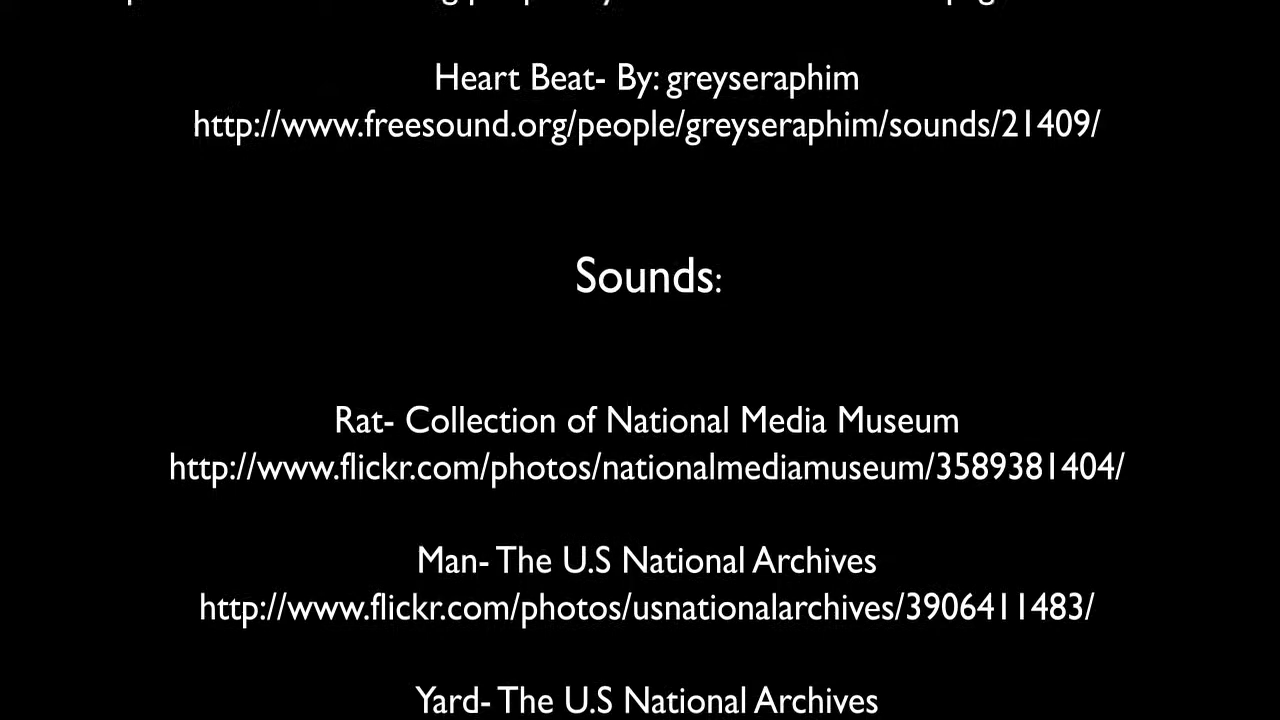 Heart Beat- By: greyseraphim
http://www.freesound.org/people/greyseraphim/sounds/21409/
Sounds:
Rat- Collection of National Media Museum
http://www.flickr.com/photos/nationalmediamuseum/3589381404/
Man- The U.S National Archives
http://www.flickr.com/photos/usnationalarchives/3906411483/
Yard- The U.S National Archives